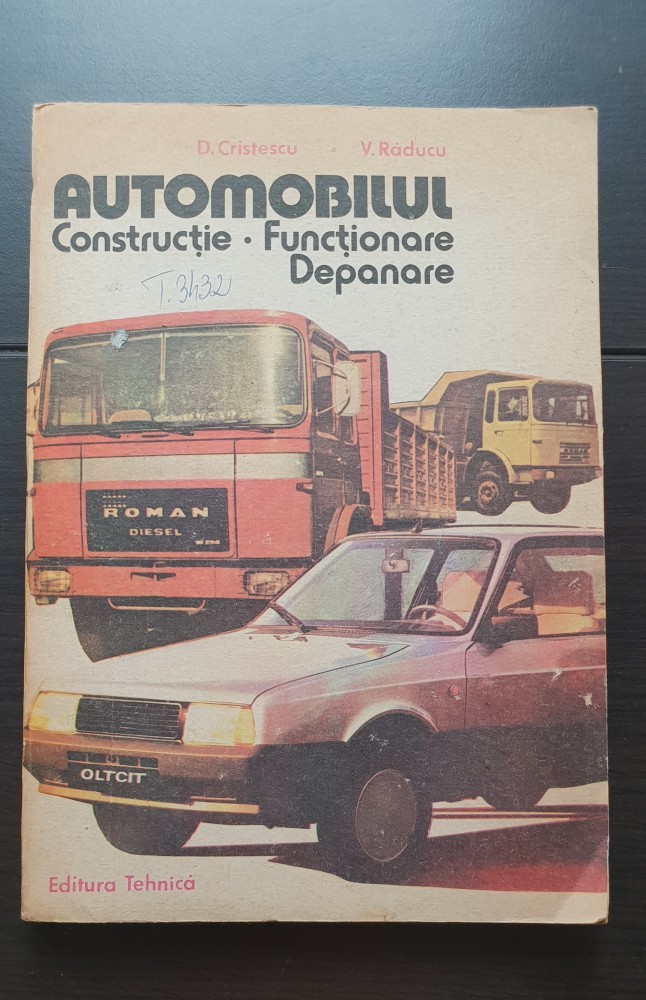 D. Cristescu - V. Răducu
AUTOMOBILUL
Construcție • Funcționare
Depanare
T. 3432
ROMAN
DIESEL
OLTCIT
Editura Tehnică